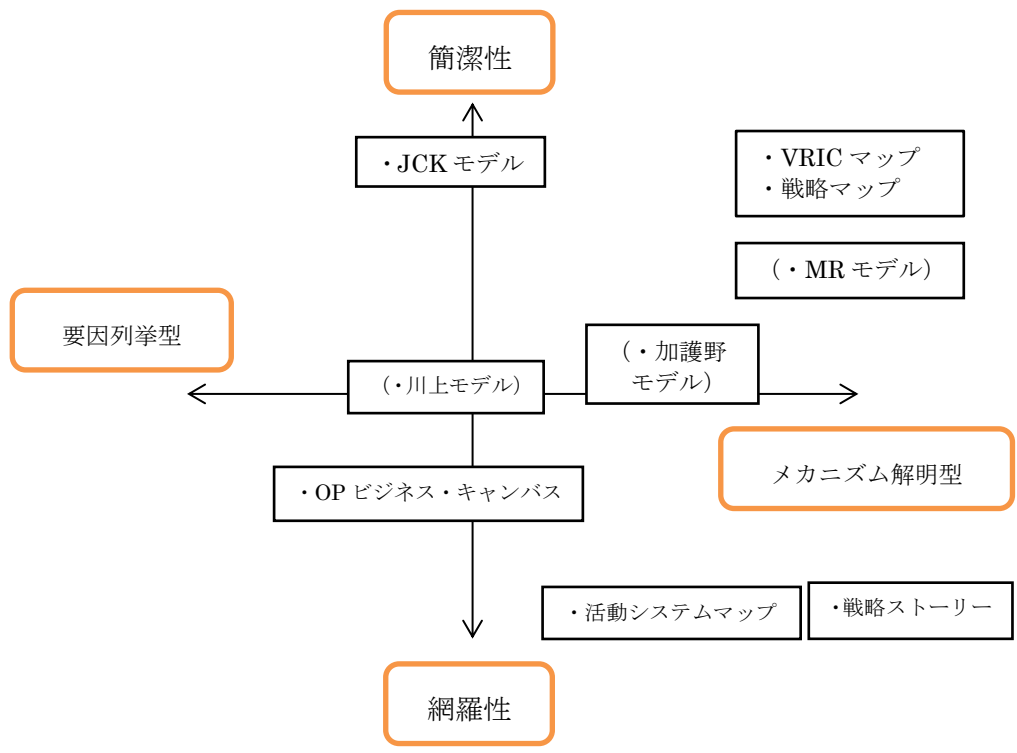 簡潔性
・JCK モデル
・VRIC マップ
・戦略マップ
（・MR モデル）
要因列挙型
（・加護野
モデル）
（・川上モデル）
メカニズム解明型
・OP ビジネス・キャンバス
・活動システムマップ
・戦略ストーリー
網羅性